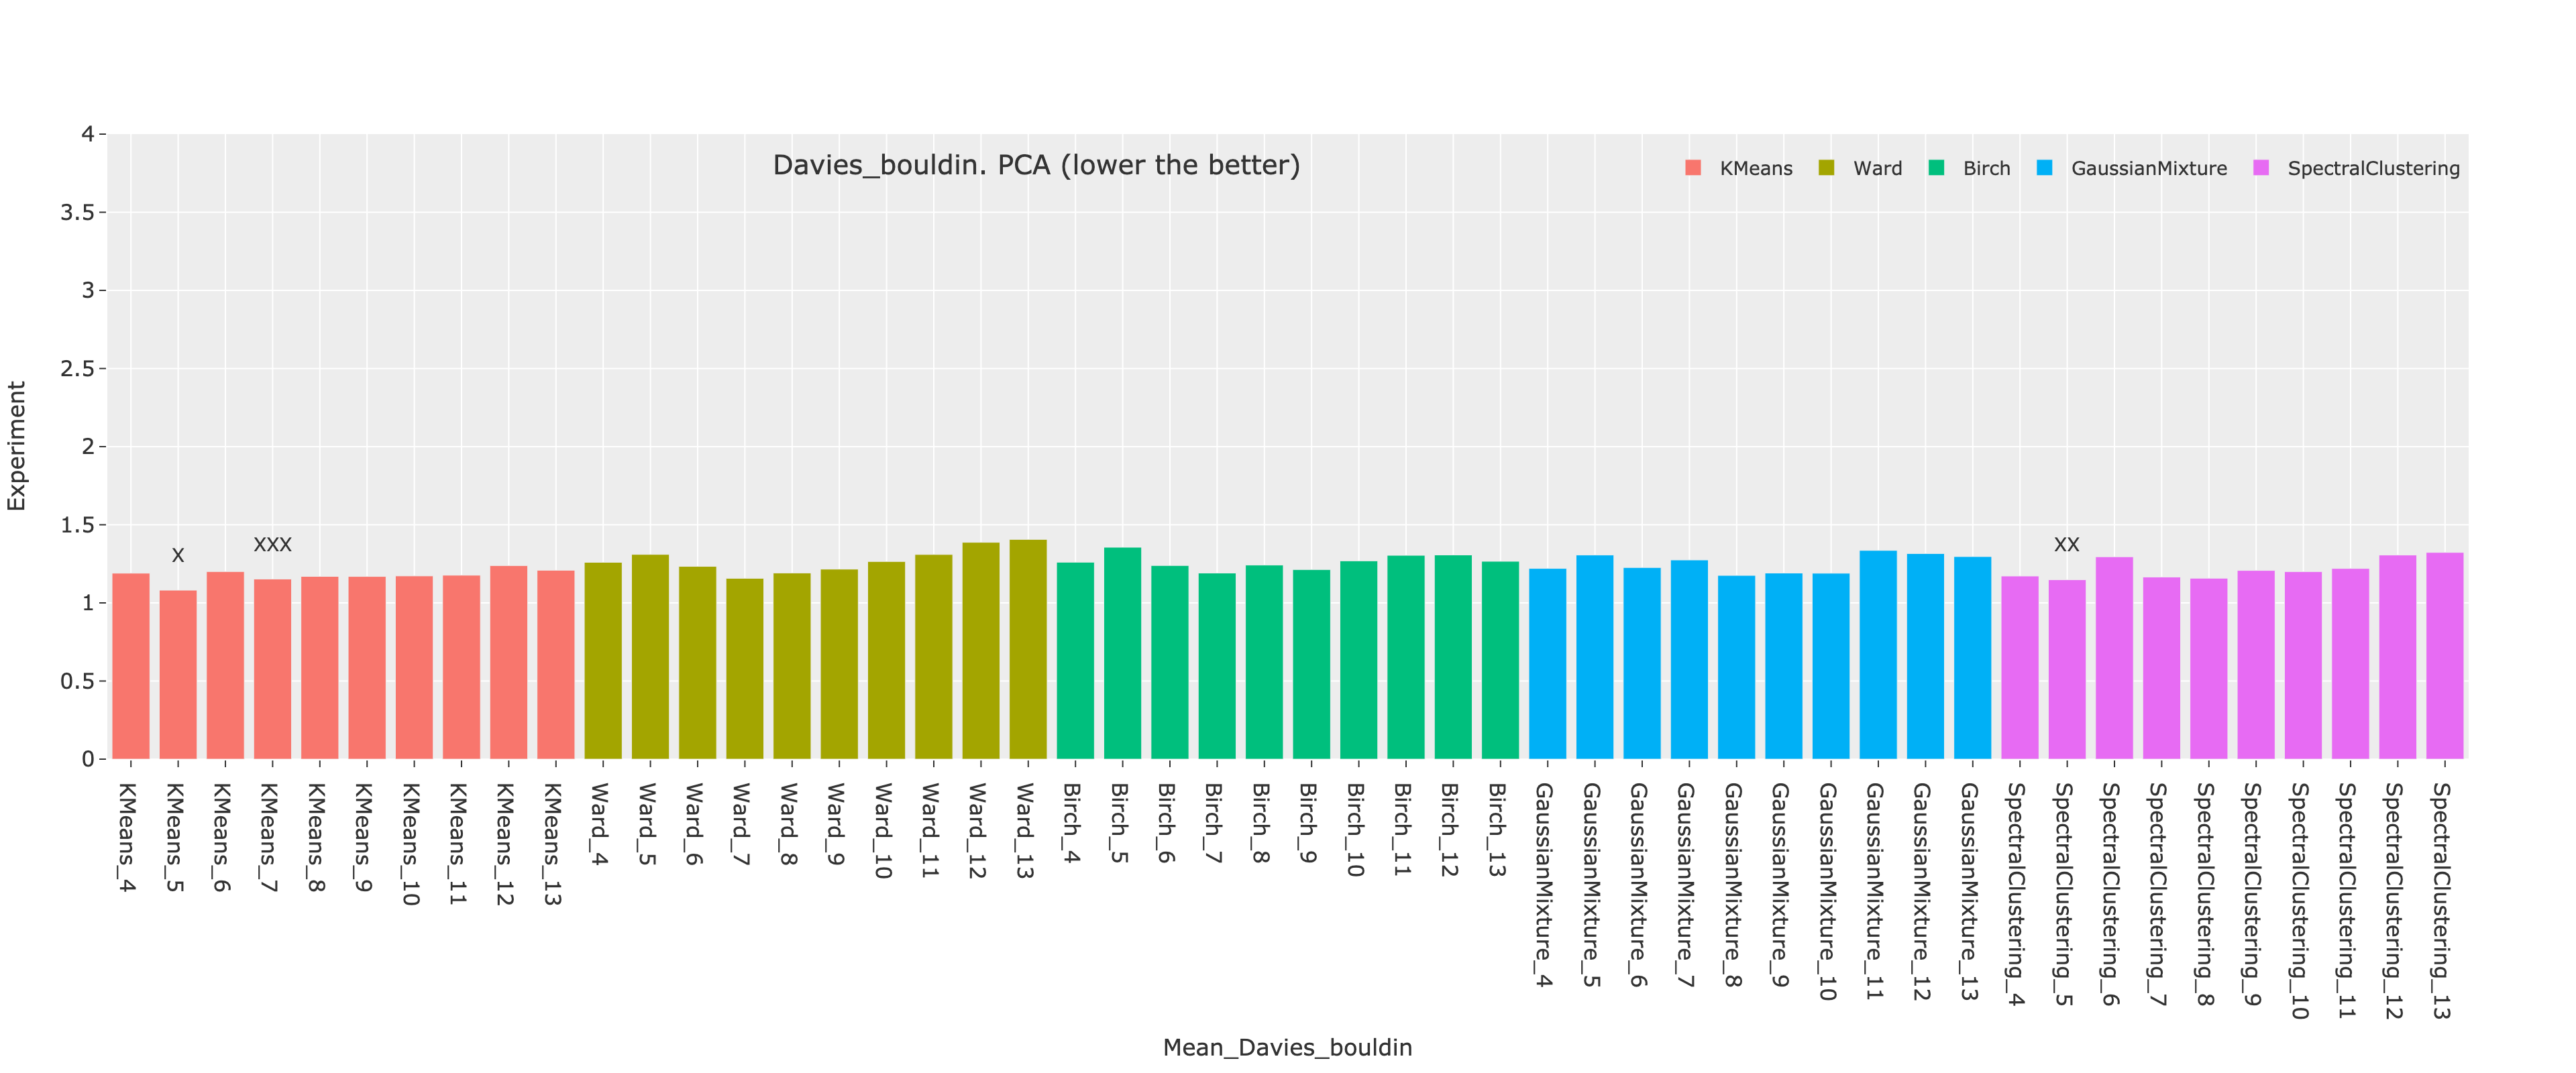 Davies_bouldin. PCA (lower the better)
KMeans
Ward
Birch
GaussianMixture
SpectralClustering
Experiment
4
3.5
3
2.5
2
1.5
1
0.5
0
X
XXX
XX
KMeans_4
KMeans_5
KMeans_6
KMeans_7
KMeans_8
KMeans_9
KMeans_10
KMeans_11
KMeans_12
KMeans_13
Ward_4
Ward_5
Ward_6
Ward_7
Ward_8
Ward_9
Ward_10
Ward_11
Ward_12
Ward_13
Birch_4
Birch_5
Birch_6
Birch_7
Birch_8
Birch_9
Birch_10
Birch_11
Birch_12
Birch_13
GaussianMixture_4
GaussianMixture_5
GaussianMixture_6
GaussianMixture_7
GaussianMixture_8
GaussianMixture_9
GaussianMixture_10
GaussianMixture_11
GaussianMixture_12
GaussianMixture_13
SpectralClustering_4
SpectralClustering_5
SpectralClustering_6
SpectralClustering_7
SpectralClustering_8
SpectralClustering_9
SpectralClustering_10
SpectralClustering_11
SpectralClustering_12
SpectralClustering_13
Mean_Davies_bouldin